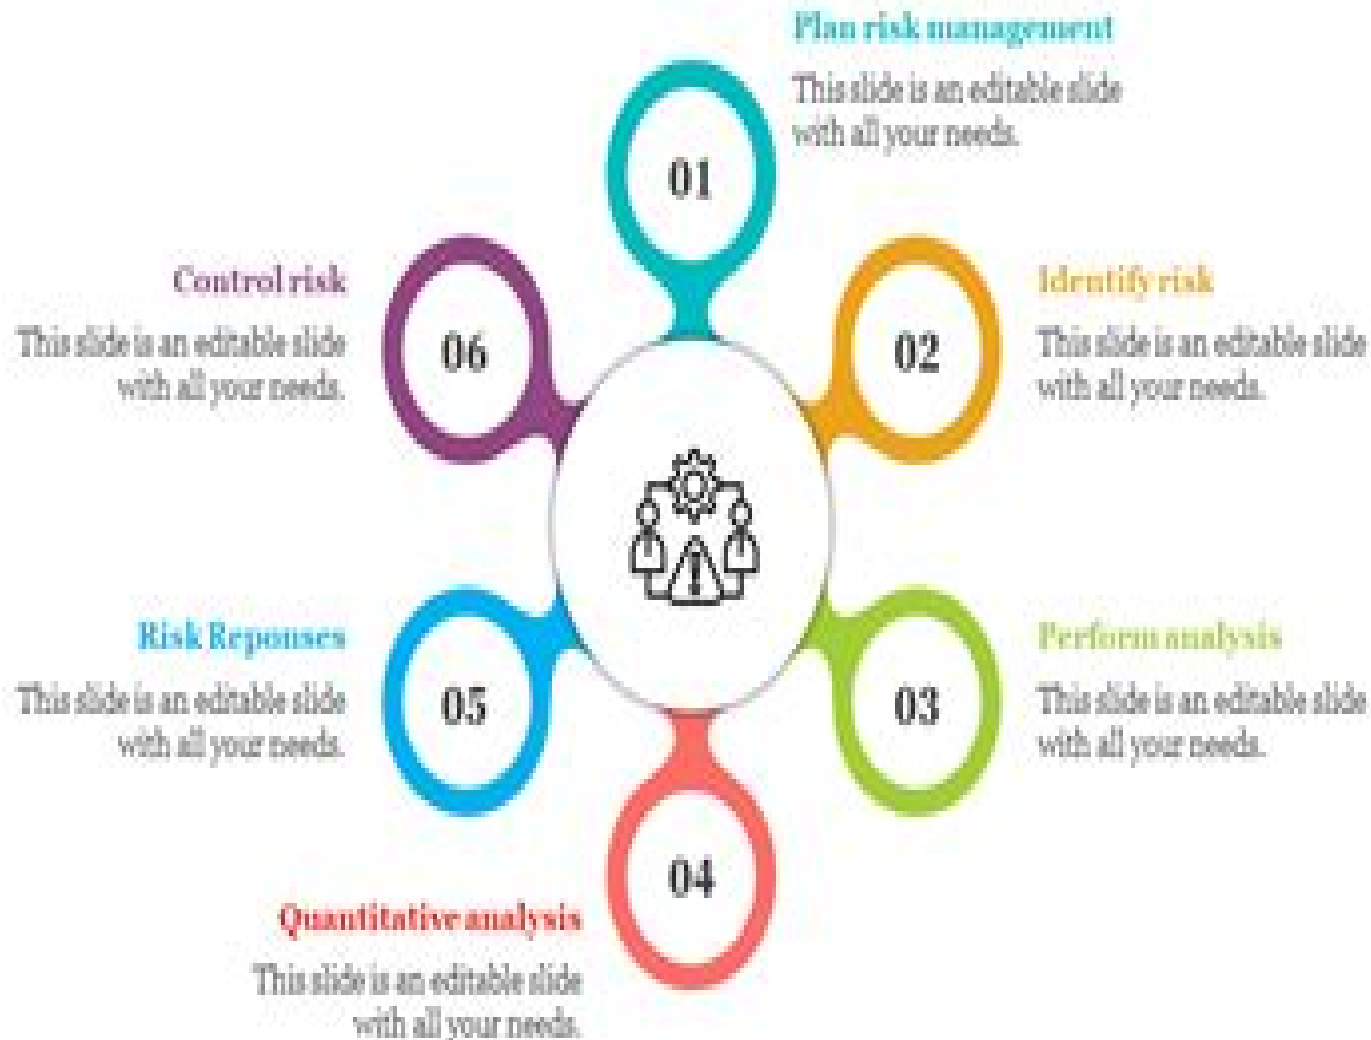 Plan risk management
This slide is an editable slide
with all your needs.
01
Identify risk
This slide is an editable slide
with all your needs.
02
Perform analysis
This slide is an editable slide
with all your needs.
03
Quantitative analysis
This slide is an editable slide
with all your needs.
04
Risk Reponses
This slide is an editable slide
with all your needs.
05
Control risk
This slide is an editable slide
with all your needs.
06